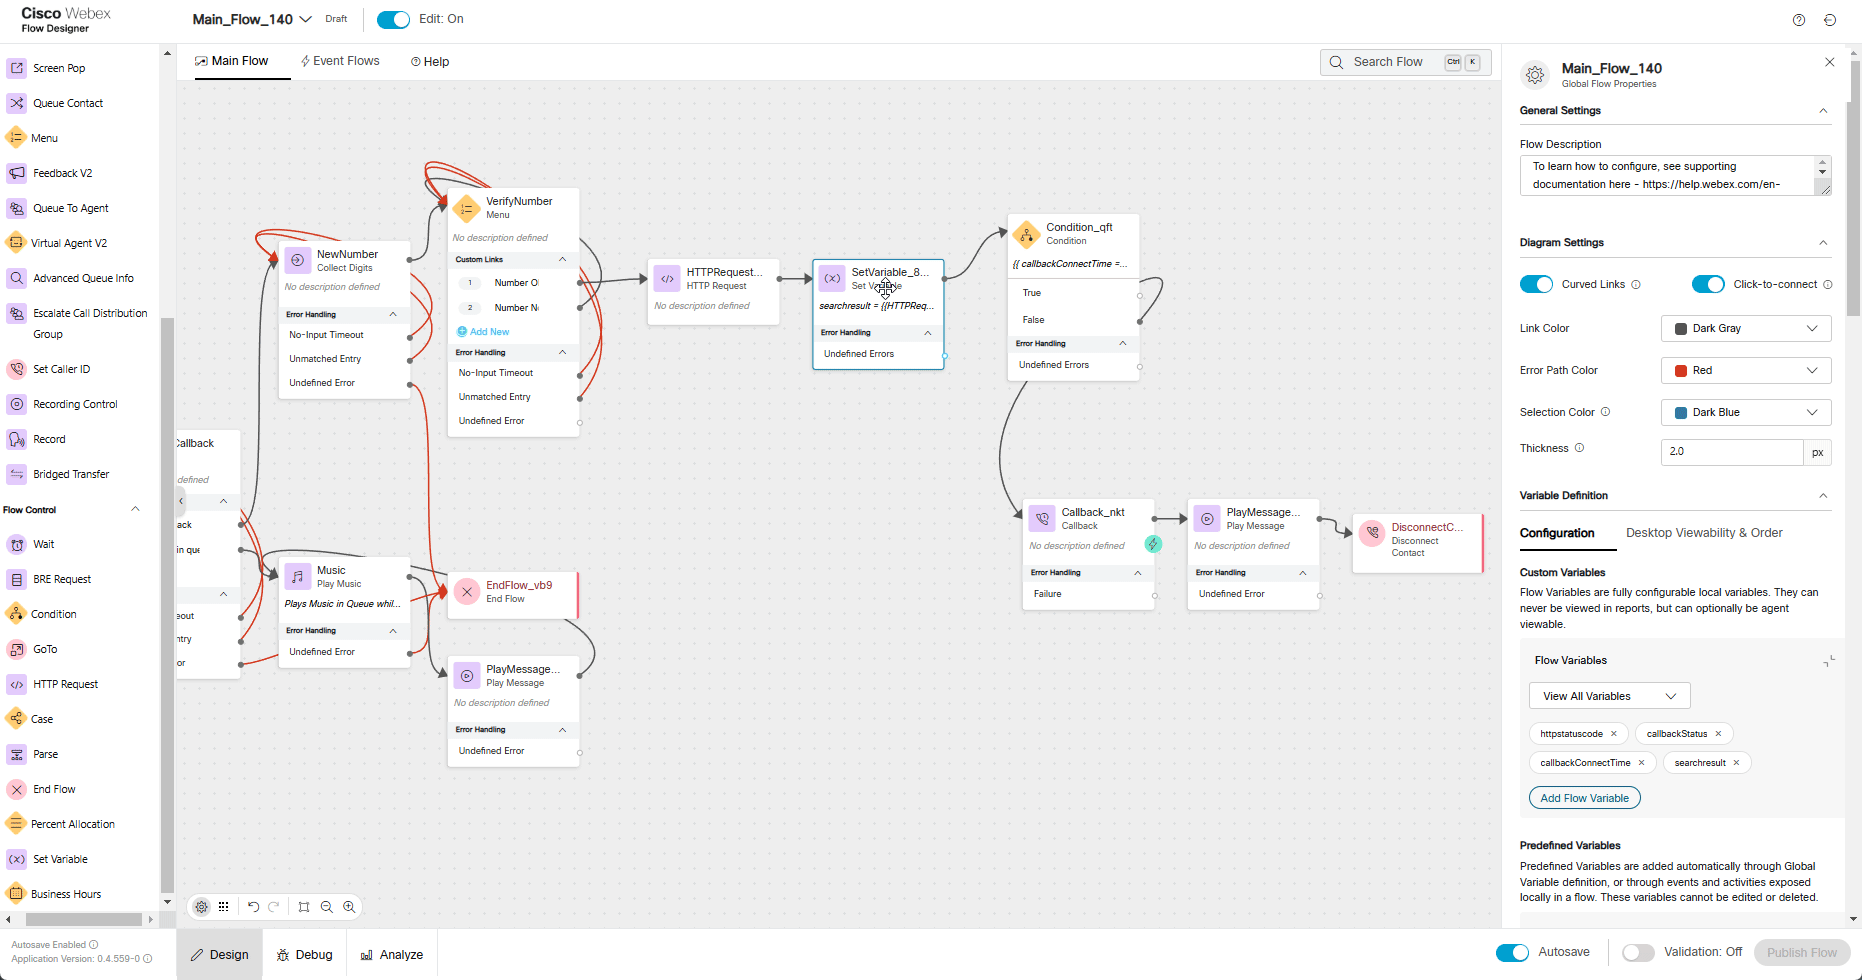 Cisco Webex
Flow Designer
Main_Flow_140
Draft
Edit: On
Screen Pop
Queue Contact
Menu
Feedback V2
Queue To Agent
Virtual Agent V2
Advanced Queue Info
Escalate Call Distribution
Group
Set Caller ID
Recording Control
Record
Bridged Transfer
Flow Control
Wait
BRE Request
Condition
GoTo
HTTP Request
Case
Parse
End Flow
Percent Allocation
Set Variable
Business Hours
Autosave Enabled
Application Version: 0.4.559-0
Main Flow
Event Flows
Help
Search Flow
Ctrl
K
Callback
defined
ack
in que
eout
ntry
or
NewNumber
Collect Digits
No description defined
Error Handling
No-Input Timeout
Unmatched Entry
Undefined Error
Music
Play Music
Plays Music in Queue whil...
Error Handling
Undefined Error
VerifyNumber
Menu
No description defined
Custom Links
1 Number O
2 Number N
Add New
Error Handling
No-Input Timeout
Unmatched Entry
Undefined Error
EndFlow_vb9
End Flow
PlayMessage...
Play Message
No description defined
Error Handling
Undefined Error
HTTPRequest...
HTTP Request
No description defined
(x)
SetVariable_8...
Set Variable
searchresult = {{HTTPReq...
Error Handling
Undefined Errors
Condition_qft
Condition
{{ callbackConnectTime =...
True
False
Error Handling
Undefined Errors
Callback_nkt
Callback
No description defined
Error Handling
Failure
PlayMessage...
Play Message
No description defined
Error Handling
Undefined Error
DisconnectC...
Disconnect
Contact
Design
Debug
Analyze
Main_Flow_140
Global Flow Properties
General Settings
Flow Description
To learn how to configure, see supporting
documentation here - https://help.webex.com/en-
Diagram Settings
Curved Links
Click-to-connect
Link Color
Dark Gray
Error Path Color
Red
Selection Color
Dark Blue
Thickness
2.0
px
Variable Definition
Configuration
Desktop Viewability & Order
Custom Variables
Flow Variables are fully configurable local variables. They can
never be viewed in reports, but can optionally be agent
viewable.
Flow Variables
View All Variables
httpstatuscode
callbackStatus
callbackConnectTime
searchresult
Add Flow Variable
Predefined Variables
Predefined Variables are added automatically through Global
Variable definition, or through events and activities exposed
locally in a flow. These variables cannot be edited or deleted.
Autosave
Validation: Off
Publish Flow